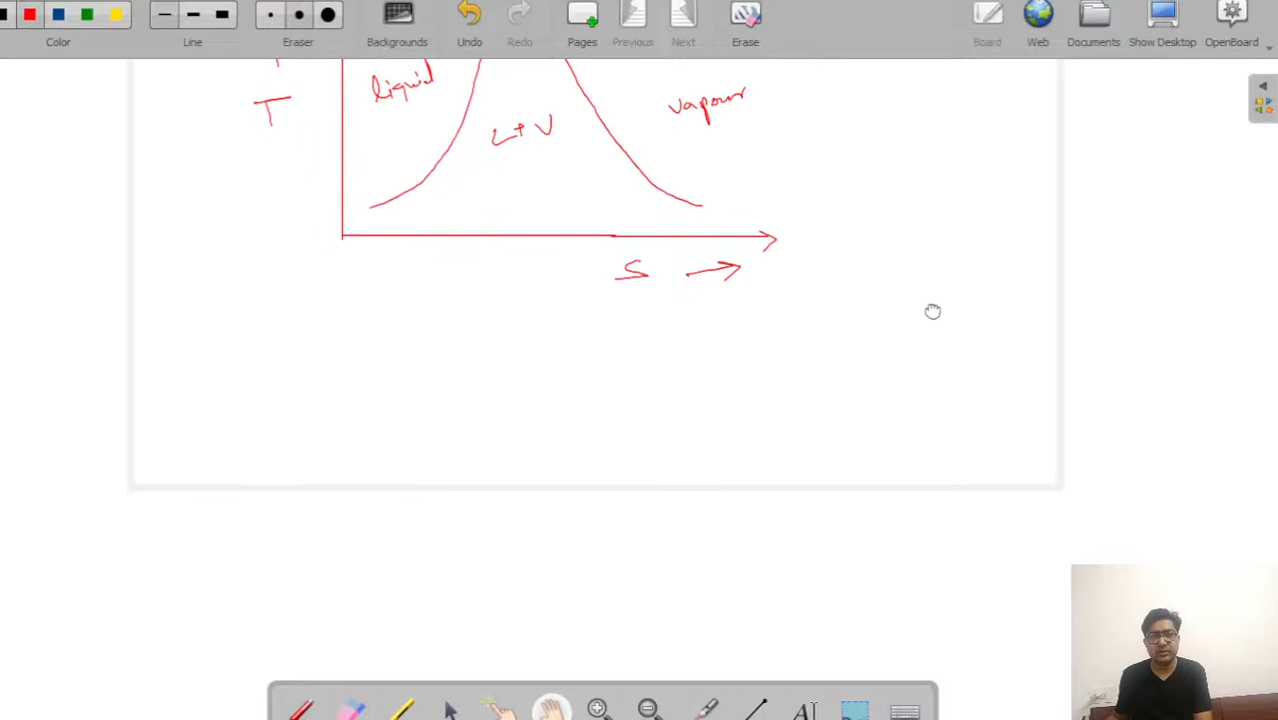 Color Line Eraser Backgrounds Undo Redo Pages Previous Next Erase Board Web Documents Show Desktop OpenBoard
liquid
vapour
T
L+V
S →